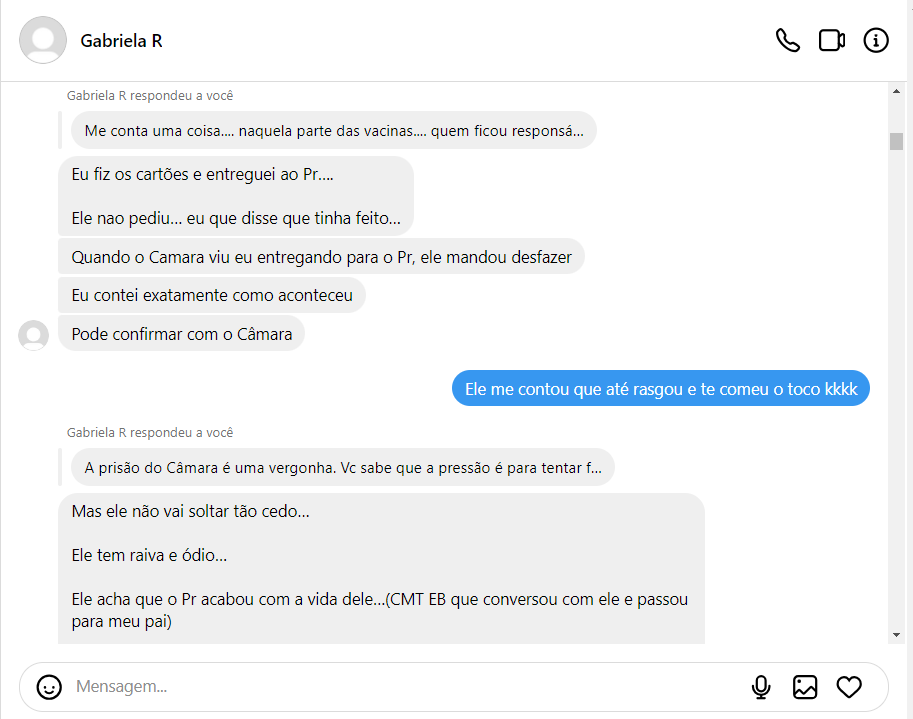 Gabriela R
Gabriela R respondeu a você
Me conta uma coisa.... naquela parte das vacinas.... quem ficou responsá...
Eu fiz os cartões e entreguei ao Pr....
Ele nao pediu... eu que disse que tinha feito...
Quando o Camara viu eu entregando para o Pr, ele mandou desfazer
Eu contei exatamente como aconteceu
Pode confirmar com o Câmara
Ele me contou que até rasgou e te comeu o toco kkkk
Gabriela R respondeu a você
A prisão do Câmara é uma vergonha. Vc sabe que a pressão é para tentar f...
Mas ele não vai soltar tão cedo...
Ele tem raiva e ódio...
Ele acha que o Pr acabou com a vida dele...(CMT EB que conversou com ele e passou
para meu pai)
Mensagem...